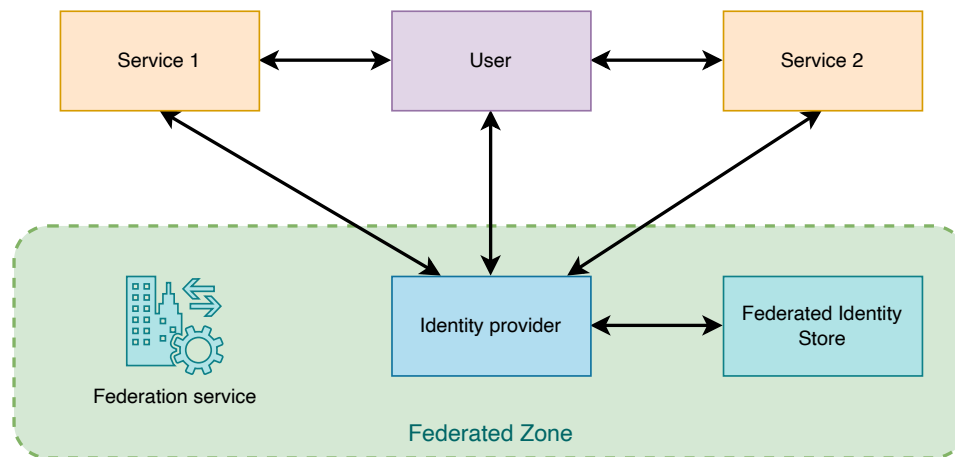 Service 1
User
Service 2
Identity provider
Federated Identity
Store
Federation service
Federated Zone